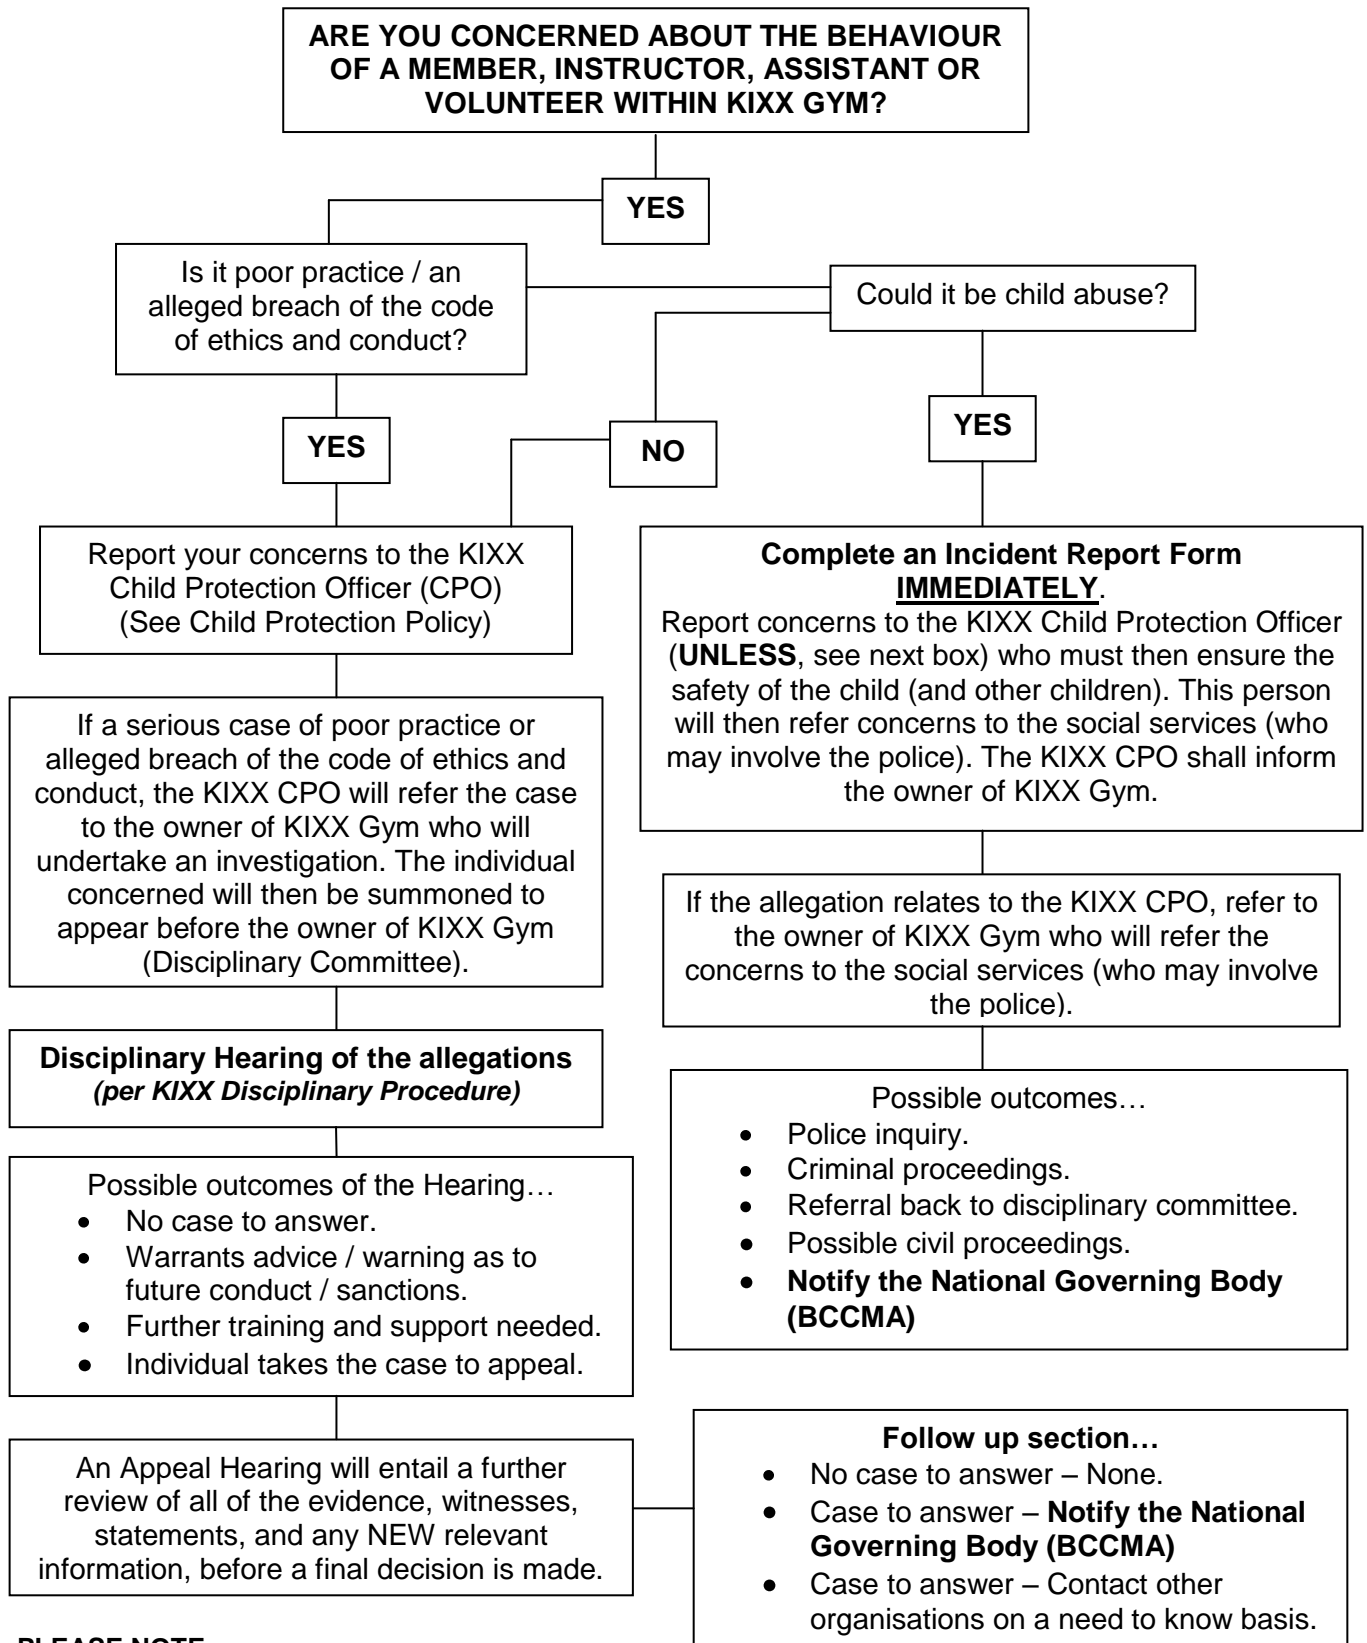 ARE YOU CONCERNED ABOUT THE BEHAVIOUR
OF A MEMBER, INSTRUCTOR, ASSISTANT OR
VOLUNTEER WITHIN KIXX GYM?
YES
Is it poor practice / an
alleged breach of the code
of ethics and conduct?
Could it be child abuse?
YES
NO
YES
Report your concerns to the KIXX
Child Protection Officer (CPO)
(See Child Protection Policy)
Complete an Incident Report Form
IMMEDIATELY.
Report concerns to the KIXX Child Protection Officer
(UNLESS, see next box) who must then ensure the
safety of the child (and other children). This person
will then refer concerns to the social services (who
may involve the police). The KIXX CPO shall inform
the owner of KIXX Gym.
If a serious case of poor practice or
alleged breach of the code of ethics and
conduct, the KIXX CPO will refer the case
to the owner of KIXX Gym who will
undertake an investigation. The individual
concerned will then be summoned to
appear before the owner of KIXX Gym
(Disciplinary Committee).
If the allegation relates to the KIXX CPO, refer to
the owner of KIXX Gym who will refer the
concerns to the social services (who may involve
the police).
Disciplinary Hearing of the allegations
(per KIXX Disciplinary Procedure)
Possible outcomes…
• Police inquiry.
• Criminal proceedings.
• Referral back to disciplinary committee.
• Possible civil proceedings.
• Notify the National Governing Body
(BCCMA)
Possible outcomes of the Hearing…
• No case to answer.
• Warrants advice / warning as to
future conduct / sanctions.
• Further training and support needed.
• Individual takes the case to appeal.
An Appeal Hearing will entail a further
review of all of the evidence, witnesses,
statements, and any NEW relevant
information, before a final decision is made.
Follow up section…
• No case to answer – None.
• Case to answer – Notify the National
Governing Body (BCCMA)
• Case to answer – Contact other
organisations on a need to know basis.
PLEASE NOTE